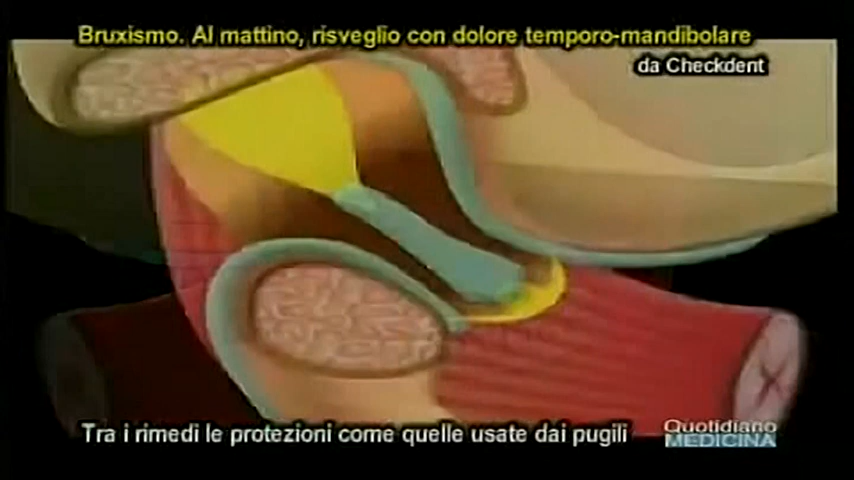 Bruxismo. Al mattino, risveglio con dolore temporo-mandibolare
da Checkdent
Tra i rimedi le protezioni come quelle usate dai pugili
Quotidiano
MEDICINA